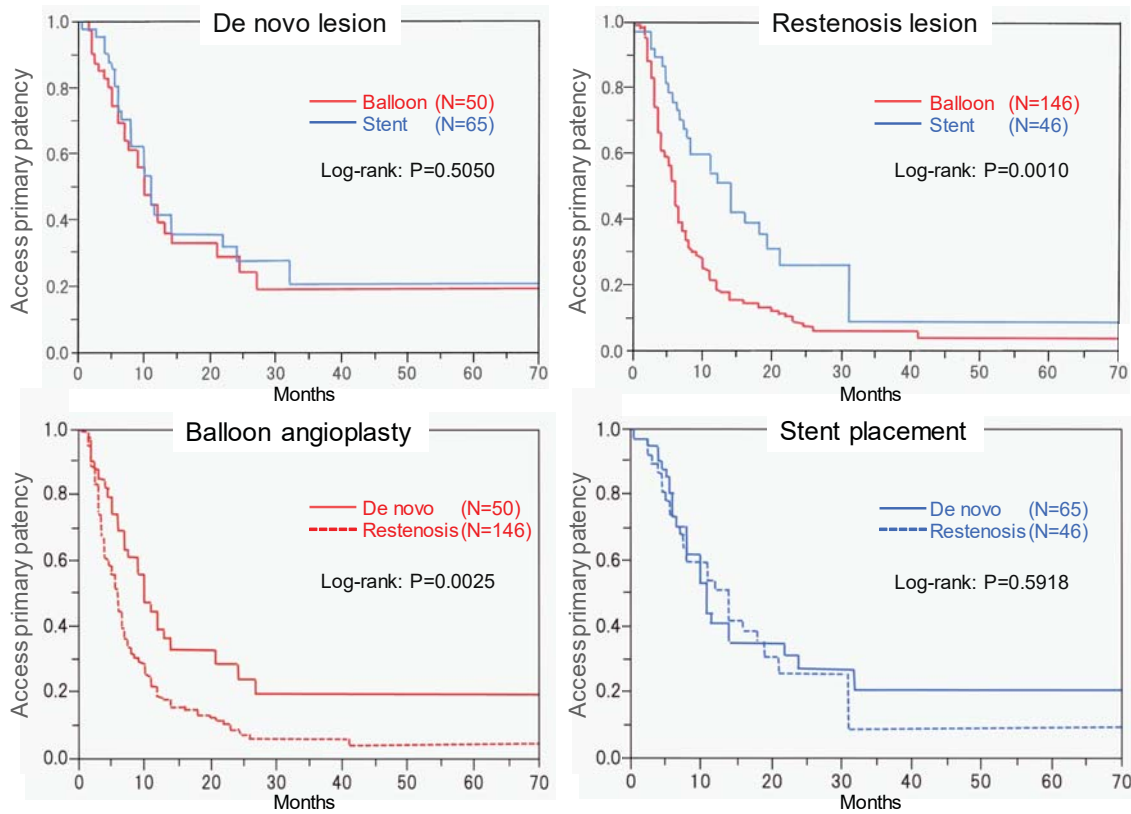 De novo lesion
Access primary patency
1.0
0.8
0.6
0.4
0.2
0.0
Balloon (N=50)
Stent (N=65)
Log-rank: P=0.5050
0 10 20 30 40 50 60 70
Months
Restenosis lesion
Access primary patency
1.0
0.8
0.6
0.4
0.2
0.0
Balloon (N=146)
Stent (N=46)
Log-rank: P=0.0010
0 10 20 30 40 50 60 70
Months
Balloon angioplasty
Access primary patency
1.0
0.8
0.6
0.4
0.2
0.0
De novo (N=50)
Restenosis (N=146)
Log-rank: P=0.0025
0 10 20 30 40 50 60 70
Months
Stent placement
Access primary patency
1.0
0.8
0.6
0.4
0.2
0.0
De novo (N=65)
Restenosis (N=46)
Log-rank: P=0.5918
0 10 20 30 40 50 60 70
Months